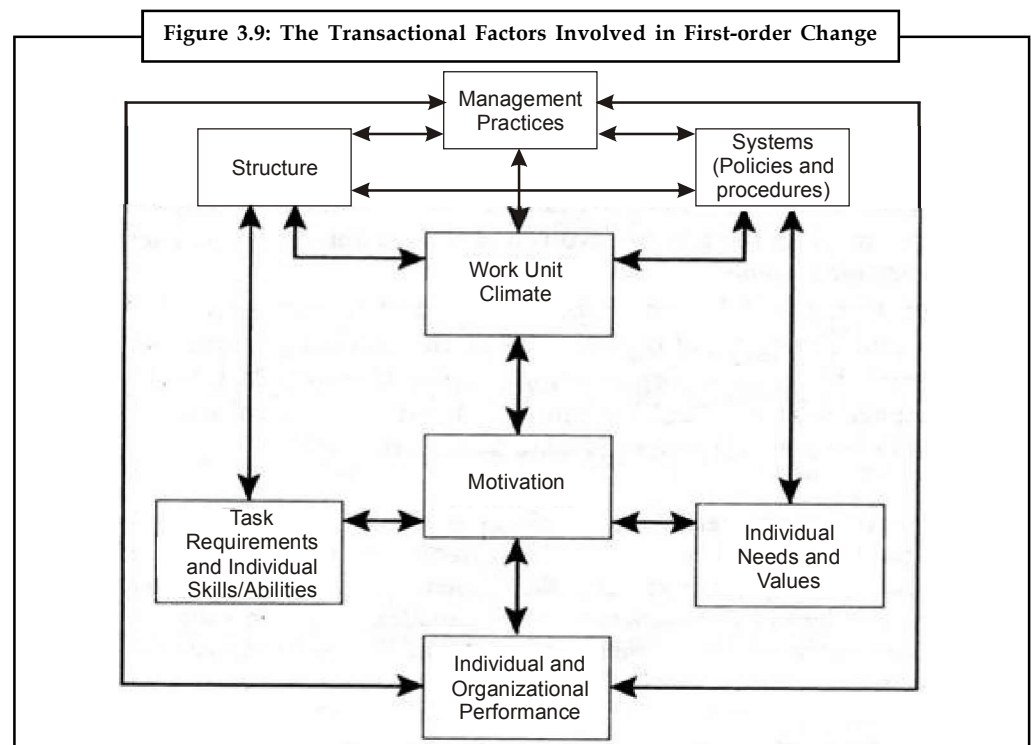 Figure 3.9: The Transactional Factors Involved in First-order Change
Management
Practices
Structure
Systems
(Policies and
procedures)
Work Unit
Climate
Motivation
Task
Requirements
and Individual
Skills/Abilities
Individual
Needs and
Values
Individual and
Organizational
Performance